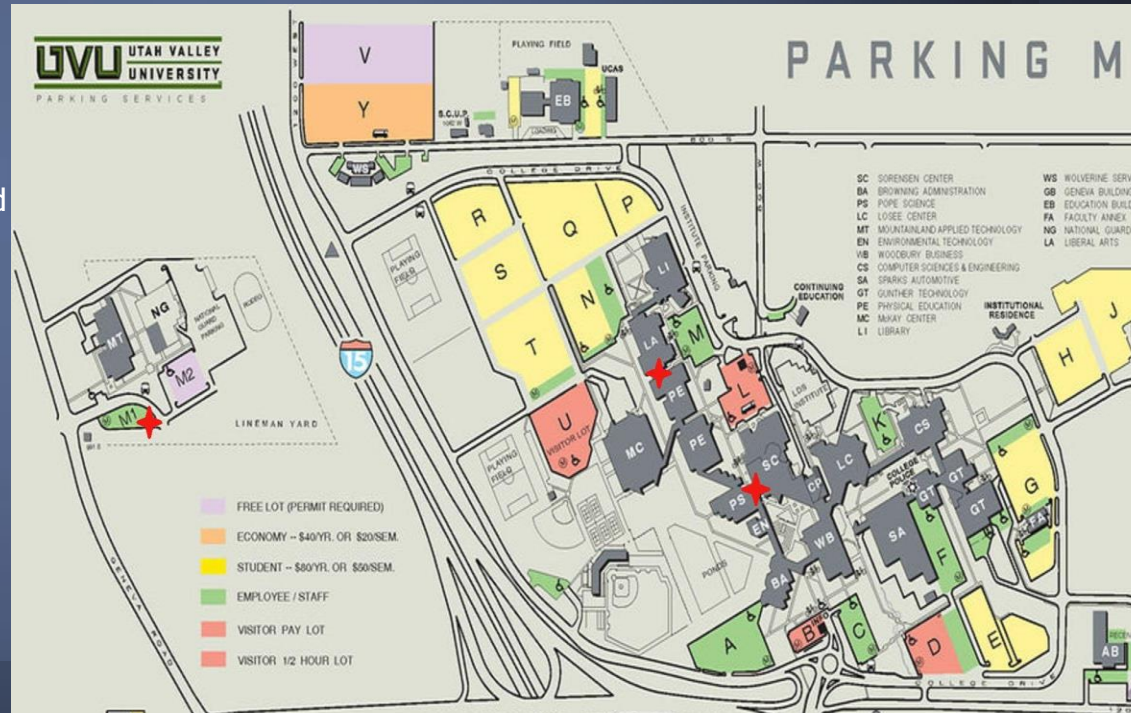 d
UVU UTAH VALLEY
UNIVERSITY
PARKING SERVICES
PARKING M
1200 WEST
V
Y
WS
PLAYING FIELD
UCAS
EB
LOADING
S.C.U.P.
800 S
800 W
COLLEGE DRIVE
INSTITUTE PARKING
R
Q
P
S
N
T
U
VISITOR LOT
PLAYING
FIELD
PLAYING
FIELD
LI
LA
M
PE
PE
MC
L
LDS
INSTITUTE
SC
PS
EN
CP
LC
K
CS
COLLEGE
POLICE
GT
GT
GT
WB
BA
SA
F
G
FA
H
J
CONTINUING
EDUCATION
INSTITUTIONAL
RESIDENCE
PONDS
A
B
INFO
C
D
E
AB
COLLEGE DRIVE
SC SORENSEN CENTER
BA BROWNING ADMINISTRATION
PS POPE SCIENCE
LC LOSEE CENTER
MT MOUNTAINLAND APPLIED TECHNOLOGY
EN ENVIRONMENTAL TECHNOLOGY
WB WOODBURY BUSINESS
CS COMPUTER SCIENCES & ENGINEERING
SA SPARKS AUTOMOTIVE
GT GUNTHER TECHNOLOGY
PE PHYSICAL EDUCATION
MC McKAY CENTER
LI LIBRARY
WS WOLVERINE SERV
GB GENEVA BUILDING
EB EDUCATION BUILD
FA FACULTY ANNEX
NG NATIONAL GUARD
LA LIBERAL ARTS
MT
NG
NATIONAL
GUARD
PARKING
RODEO
M2
M1
LINEMAN YARD
15
GENEVA ROAD
FREE LOT (PERMIT REQUIRED)
ECONOMY -- $40/YR. OR $20/SEM.
STUDENT -- $80/YR. OR $50/SEM.
EMPLOYEE / STAFF
VISITOR PAY LOT
VISITOR 1/2 HOUR LOT